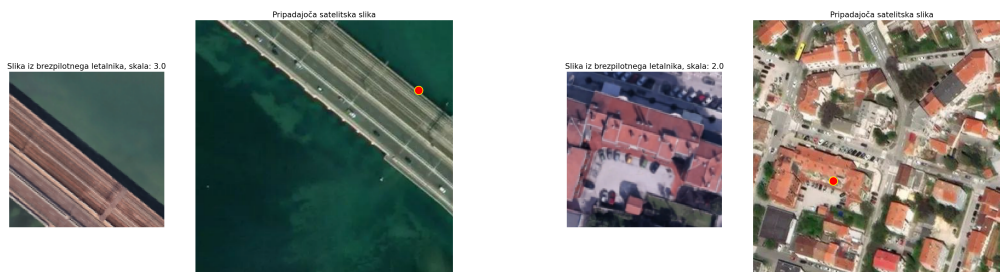 Pripadajoča satelitska slika
Slika iz brezpilotnega letalnika, skala: 3.0
Pripadajoča satelitska slika
Slika iz brezpilotnega letalnika, skala: 2.0